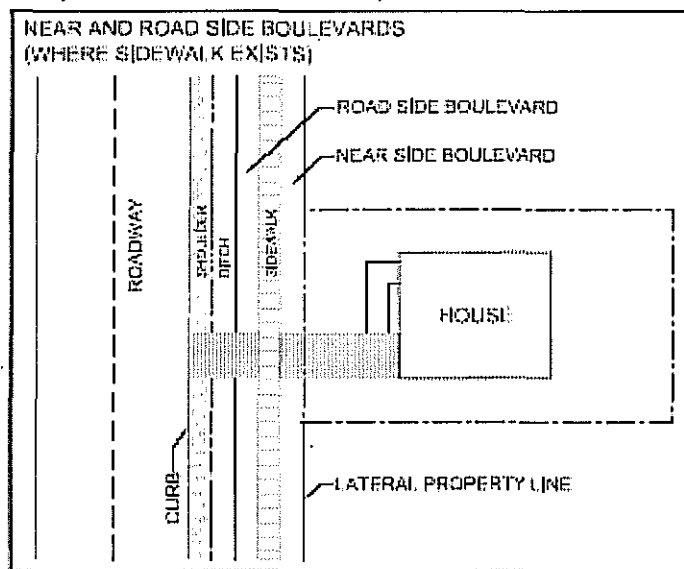 NEAR AND ROAD SIDE BOULEVARDS
(WHERE SIDEWALK EXISTS)
ROAD SIDE BOULEVARD
NEAR SIDE BOULEVARD
ROADWAY
SHOULDER
DITCH
SIDEWALK
HOUSE
CURB
LATERAL PROPERTY LINE